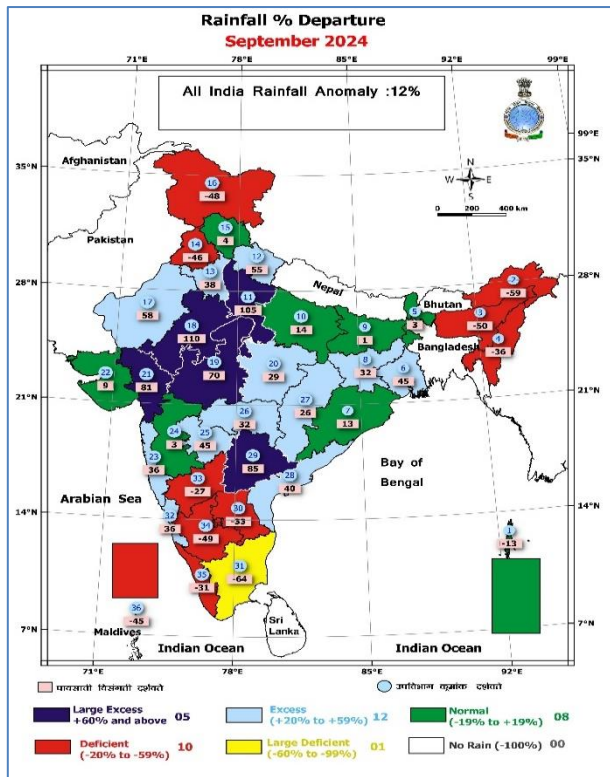 Rainfall % Departure
September 2024
71°E 78°E 85°E 92°E 99°E
All India Rainfall Anomaly :12%
35°N
Afghanistan
35°N
N
W E
S
16
-48
0 200 400 km
Pakistan
15
4
14
-46
12
55
13
38
28°N
28°N
Nepal
2
-59
17
58
11
105
Bhutan
18
110
10
14
9
1
5
3
3
-50
Bangladesh
4
-36
22
9
21
81
19
70
20
29
8
32
6
45
21°N
21°N
27
26
26
32
7
13
24
3
25
45
23
36
29
85
28
40
Bay of
Bengal
Arabian Sea
33
-27
30
-33
32
36
34
-49
14°N
14°N
1
-13
35
-31
31
-64
36
-45
Sri
Lanka
7°N
Maldives
7°N
Indian Ocean
Indian Ocean
71°E 78°E 85°E 92°E
पावसाची विसंगती दर्शवते
उपविभाग क्रमांक दर्शवते
Large Excess
+60% and above 05
Excess
(+20% to +59%) 12
Normal
(-19% to +19%) 08
Deficient
(-20% to -59%) 10
Large Deficient
(-60% to -99%) 01
No Rain (-100%) 00